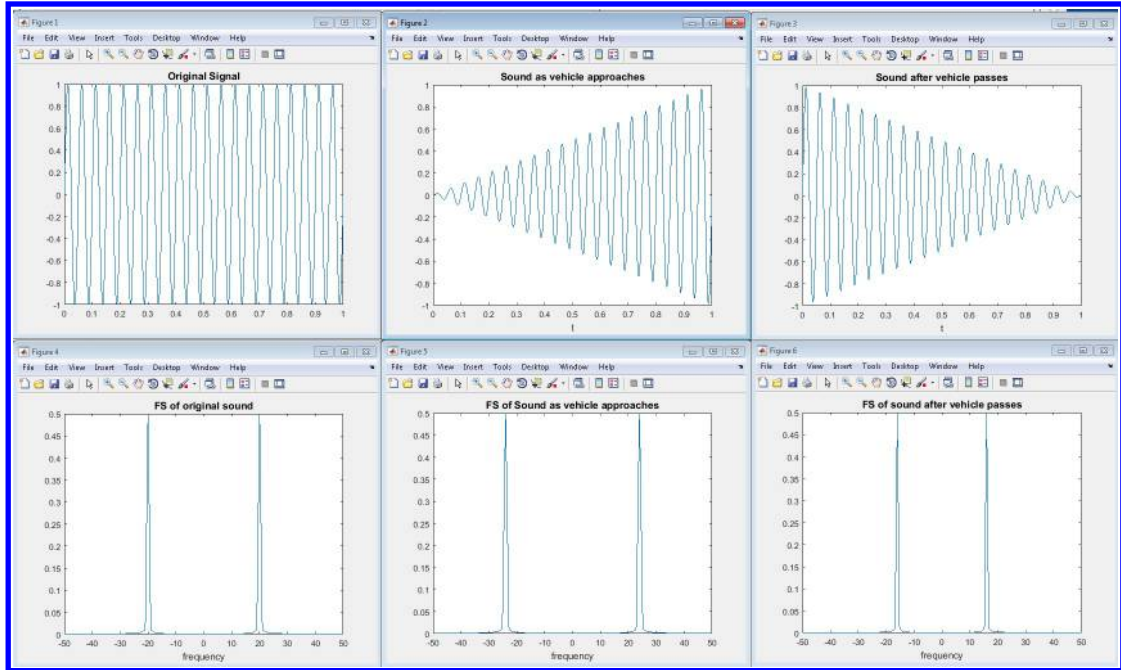 Figure 1
File Edit View Insert Tools Desktop Window Help
Original Signal
1
0.8
0.6
0.4
0.2
0
-0.2
-0.4
-0.6
-0.8
-1
0 0.1 0.2 0.3 0.4 0.5 0.6 0.7 0.8 0.9 1
Figure 2
File Edit View Insert Tools Desktop Window Help
Sound as vehicle approaches
1
0.8
0.6
0.4
0.2
0
-0.2
-0.4
-0.6
-0.8
-1
0 0.1 0.2 0.3 0.4 0.5 0.6 0.7 0.8 0.9 1
t
Figure 3
File Edit View Insert Tools Desktop Window Help
Sound after vehicle passes
1
0.8
0.6
0.4
0.2
0
-0.2
-0.4
-0.6
-0.8
-1
0 0.1 0.2 0.3 0.4 0.5 0.6 0.7 0.8 0.9 1
t
Figure 4
File Edit View Insert Tools Desktop Window Help
FS of original sound
0.5
0.45
0.4
0.35
0.3
0.25
0.2
0.15
0.1
0.05
0
-50 -40 -30 -20 -10 0 10 20 30 40 50
frequency
Figure 5
File Edit View Insert Tools Desktop Window Help
FS of Sound as vehicle approaches
0.5
0.45
0.4
0.35
0.3
0.25
0.2
0.15
0.1
0.05
0
-50 -40 -30 -20 -10 0 10 20 30 40 50
frequency
Figure 6
File Edit View Insert Tools Desktop Window Help
FS of sound after vehicle passes
0.5
0.45
0.4
0.35
0.3
0.25
0.2
0.15
0.1
0.05
0
-50 -40 -30 -20 -10 0 10 20 30 40 50
frequency